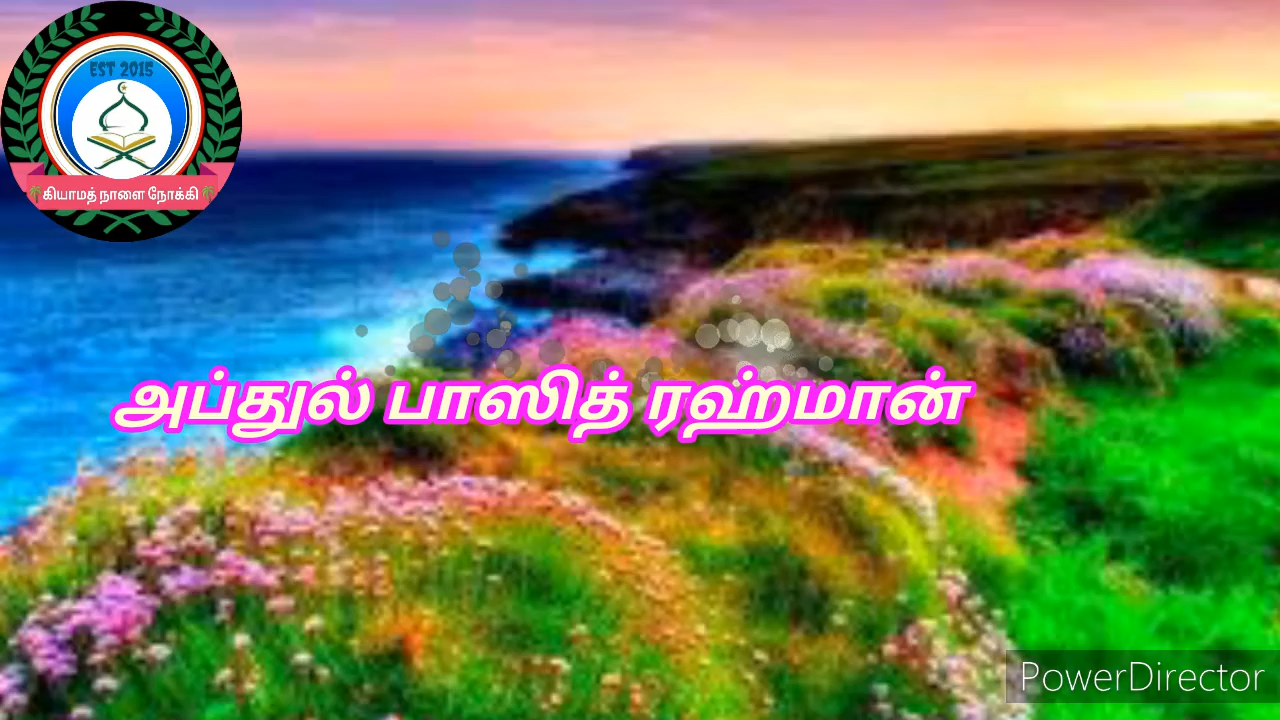 EST 2015
கியாமத் நாளை நோக்கி
அப்துல் பாஸித் ரஹ்மான்
PowerDirector